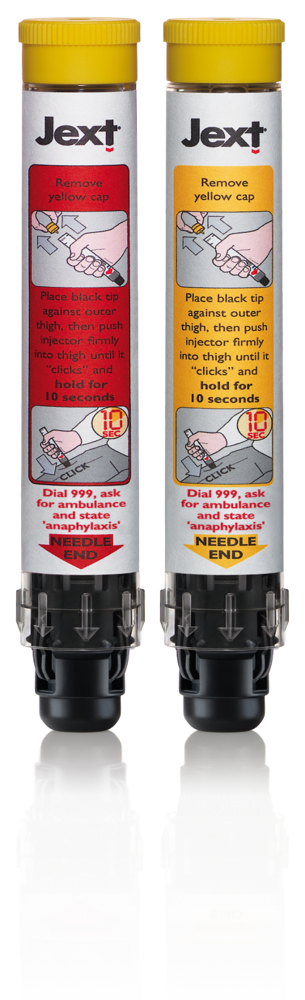 Jext
Remove
yellow cap
Place black tip
against outer
thigh, then push
injector firmly
into thigh until it
"clicks" and
hold for
10 seconds
10
SEC
CLICK
Dial 999, ask
for ambulance
and state
'anaphylaxis'
NEEDLE
END
Jext
Remove
yellow cap
Place black tip
against outer
thigh, then push
injector firmly
into thigh until it
"clicks" and
hold for
10 seconds
10
SEC
CLICK
Dial 999, ask
for ambulance
and state
'anaphylaxis'
NEEDLE
END